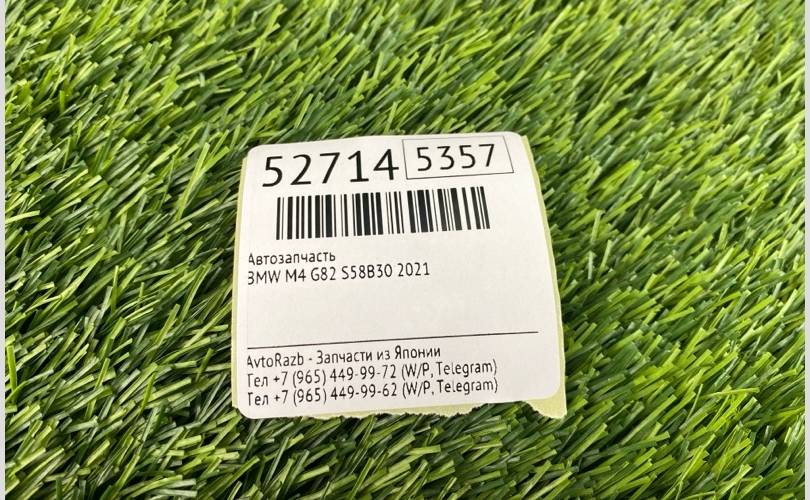 52714 5357
Автозапчасть
BMW M4 G82 S58B30 2021
AvtoRazb - Запчасти из Японии
Тел +7 (965) 449-99-72 (W/P, Telegram)
Тел +7 (965) 449-99-62 (W/P, Telegram)